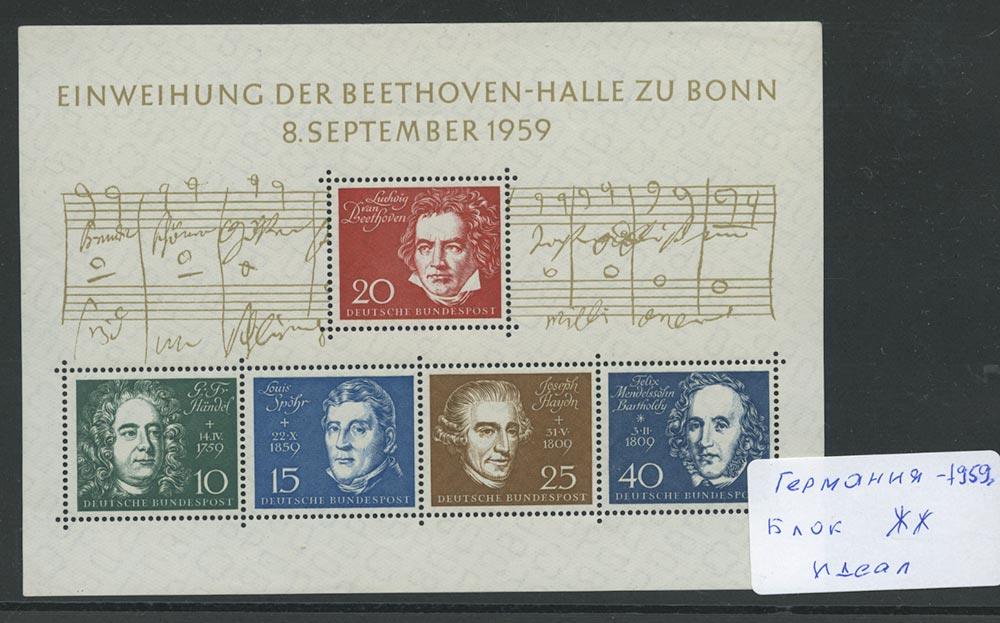 EINWEIHUNG DER BEETHOVEN-HALLE ZU BONN
8. SEPTEMBER 1959
Ludwig
van
Beethoven
20
DEUTSCHE BUNDESPOST
G. Fr.
Händel
+
14·IV.
1759
10
DEUTSCHE BUNDESPOST
Louis
Spohr
+
22·X·
1859
15
DEUTSCHE BUNDESPOST
Joseph
Haydn
+
31·V·
1809
25
DEUTSCHE BUNDESPOST
Felix
Mendelssohn
Bartholdy
*
3·II·
1809
40
DEUTSCHE BUNDESPOST
Германия -1959,
Блок ЖЖ
идеал